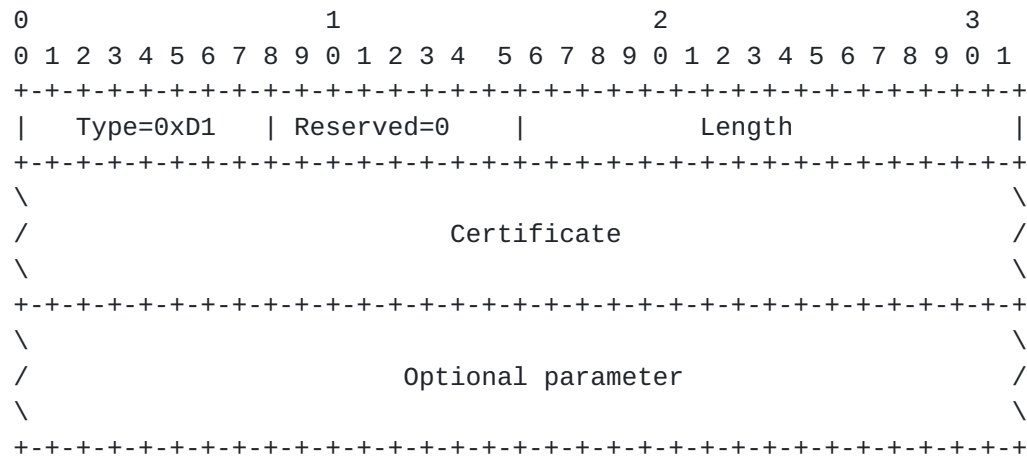 0                   1                    2                   3
0 1 2 3 4 5 6 7 8 9 0 1 2 3 4  5 6 7 8 9 0 1 2 3 4 5 6 7 8 9 0 1
+-+-+-+-+-+-+-+-+-+-+-+-+-+-+-+-+-+-+-+-+-+-+-+-+-+-+-+-+-+-+-+-+
|   Type=0xD1   | Reserved=0    |           Length              |
+-+-+-+-+-+-+-+-+-+-+-+-+-+-+-+-+-+-+-+-+-+-+-+-+-+-+-+-+-+-+-+-+
\                                                               \
/                           Certificate                         /
\                                                               \
+-+-+-+-+-+-+-+-+-+-+-+-+-+-+-+-+-+-+-+-+-+-+-+-+-+-+-+-+-+-+-+-+
\                                                               \
/                        Optional parameter                     /
\                                                               \
+-+-+-+-+-+-+-+-+-+-+-+-+-+-+-+-+-+-+-+-+-+-+-+-+-+-+-+-+-+-+-+-+